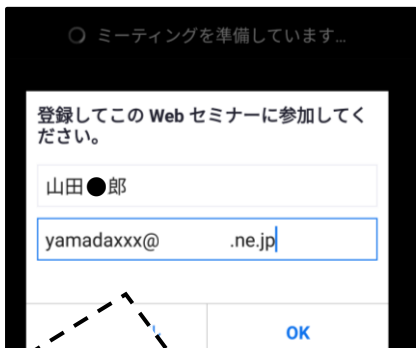 ミーティングを準備しています...
登録してこの Web セミナーに参加してく
ださい。
山田●郎
yamadaxxx@ .ne.jp
OK